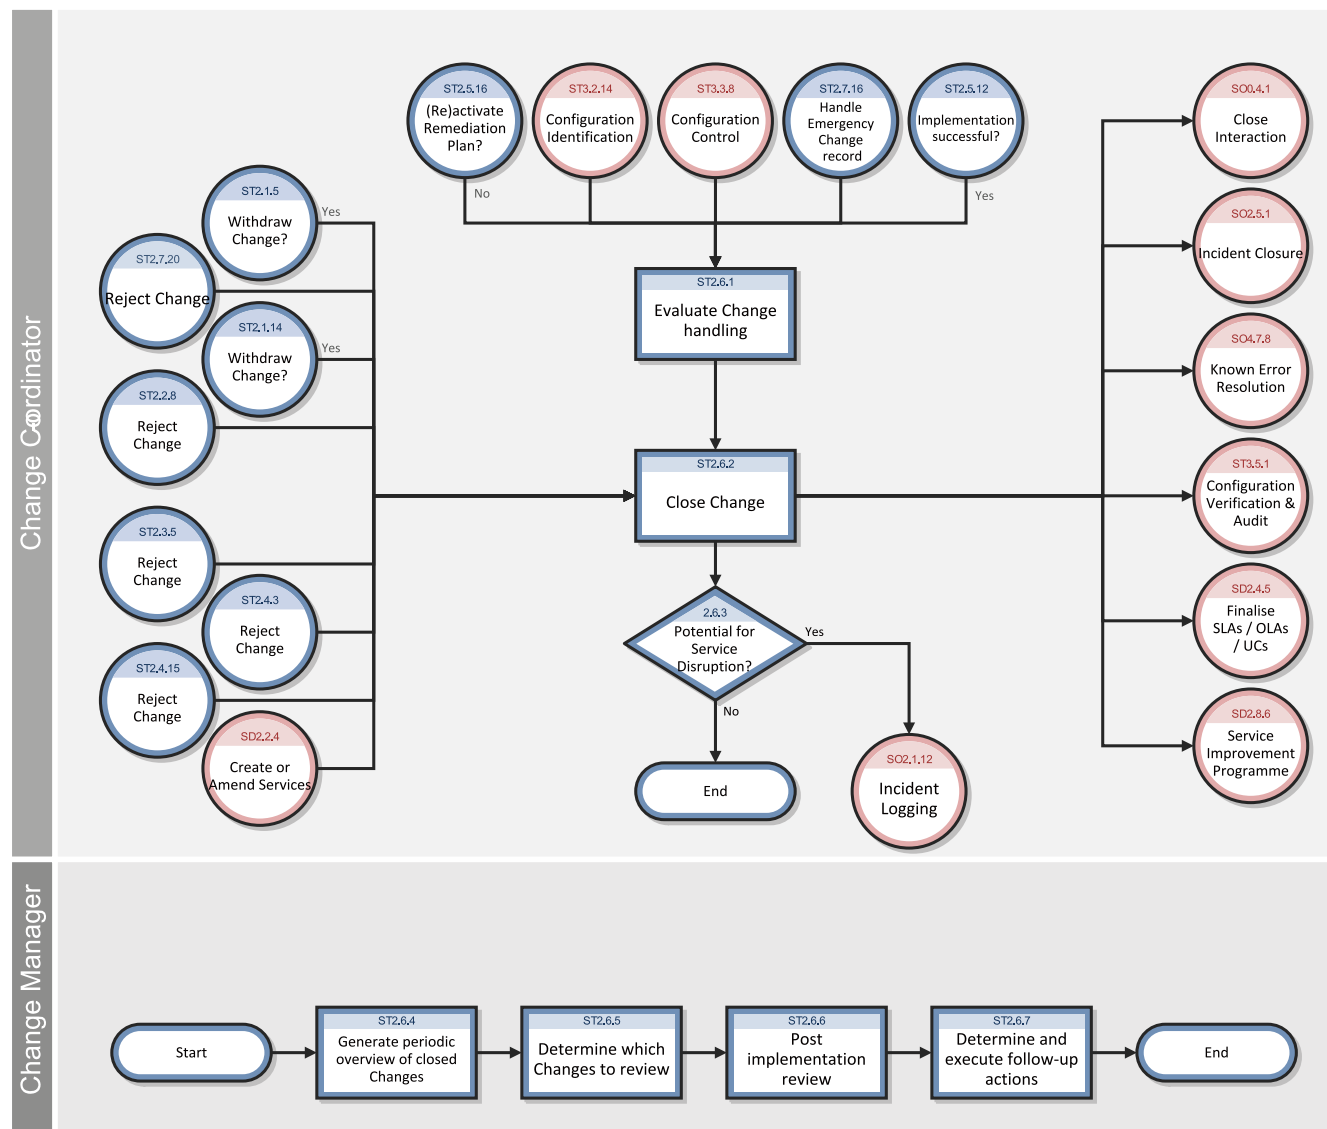 Change Coordinator
ST2.5.16
(Re)activate
Remediation
Plan?
No
ST3.2.14
Configuration
Identification
ST3.3.8
Configuration
Control
ST2.7.16
Handle
Emergency
Change
record
ST2.5.12
Implementation
successful?
Yes
SO0.4.1
Close
Interaction
ST2.1.5
Withdraw
Change?
Yes
SO2.5.1
Incident Closure
ST2.7.20
Reject Change
ST2.6.1
Evaluate Change
handling
ST2.1.14
Withdraw
Change?
Yes
SO4.7.8
Known Error
Resolution
ST2.2.8
Reject
Change
ST2.6.2
Close Change
ST3.5.1
Configuration
Verification &
Audit
ST2.3.5
Reject
Change
ST2.4.3
Reject
Change
2.6.3
Potential for
Service
Disruption?
Yes
No
SD2.4.5
Finalise
SLAs / OLAs
/ UCs
ST2.4.15
Reject
Change
SD2.2.4
Create or
Amend Services
End
SO2.1.12
Incident
Logging
SD2.8.6
Service
Improvement
Programme
Change Manager
Start
ST2.6.4
Generate periodic
overview of closed
Changes
ST2.6.5
Determine which
Changes to review
ST2.6.6
Post
implementation
review
ST2.6.7
Determine and
execute follow-up
actions
End